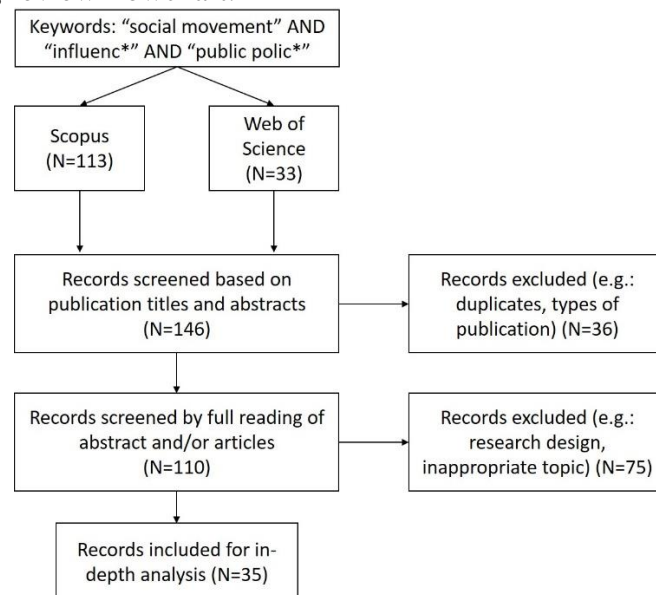 Keywords: “social movement” AND
“influenc*” AND “public polic*”
Scopus
(N=113)
Web of
Science
(N=33)
Records screened based on
publication titles and abstracts
(N=146)
Records excluded (e.g.:
duplicates, types of
publication) (N=36)
Records screened by full reading of
abstract and/or articles
(N=110)
Records excluded (e.g.:
research design,
inappropriate topic) (N=75)
Records included for in-
depth analysis (N=35)